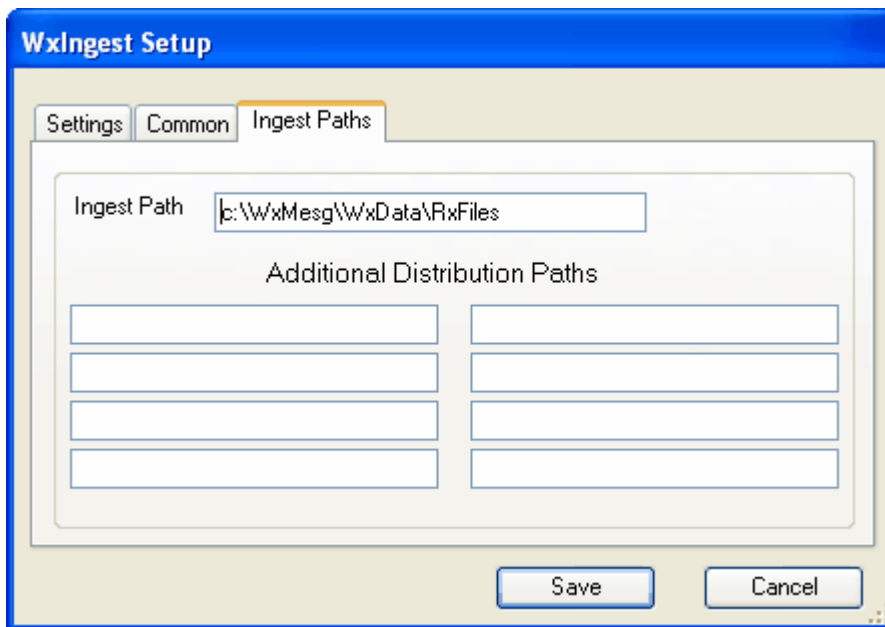 WxIngest Setup
Settings Common Ingest Paths
Ingest Path c:\WxMesg\WxData\RxFiles
Additional Distribution Paths
Save Cancel